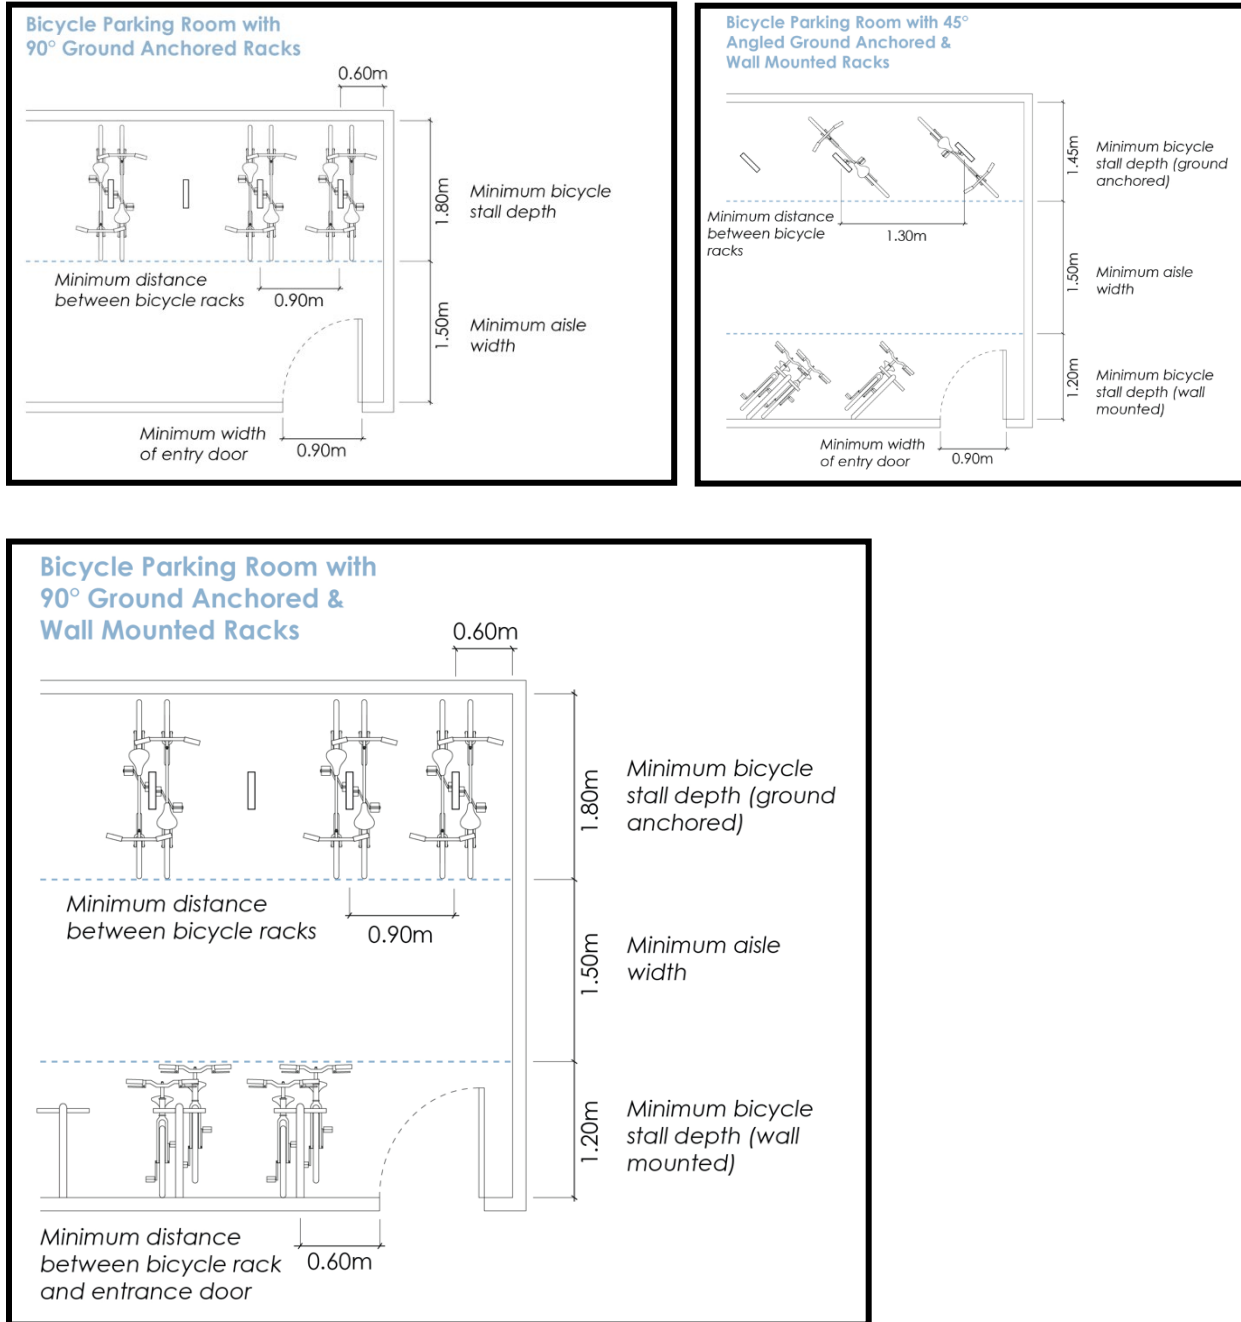 Bicycle Parking Room with
90° Ground Anchored Racks
0.60m
1.80m
Minimum bicycle
stall depth
Minimum distance
between bicycle racks
0.90m
1.50m
Minimum aisle
width
Minimum width
of entry door
0.90m
Bicycle Parking Room with 45°
Angled Ground Anchored &
Wall Mounted Racks
1.45m
Minimum bicycle
stall depth (ground
anchored)
Minimum distance
between bicycle
racks
1.30m
1.50m
Minimum aisle
width
1.20m
Minimum bicycle
stall depth (wall
mounted)
Minimum width
of entry door
0.90m
Bicycle Parking Room with
90° Ground Anchored &
Wall Mounted Racks
0.60m
1.80m
Minimum bicycle
stall depth (ground
anchored)
Minimum distance
between bicycle racks
0.90m
1.50m
Minimum aisle
width
1.20m
Minimum bicycle
stall depth (wall
mounted)
Minimum distance
between bicycle rack
and entrance door
0.60m